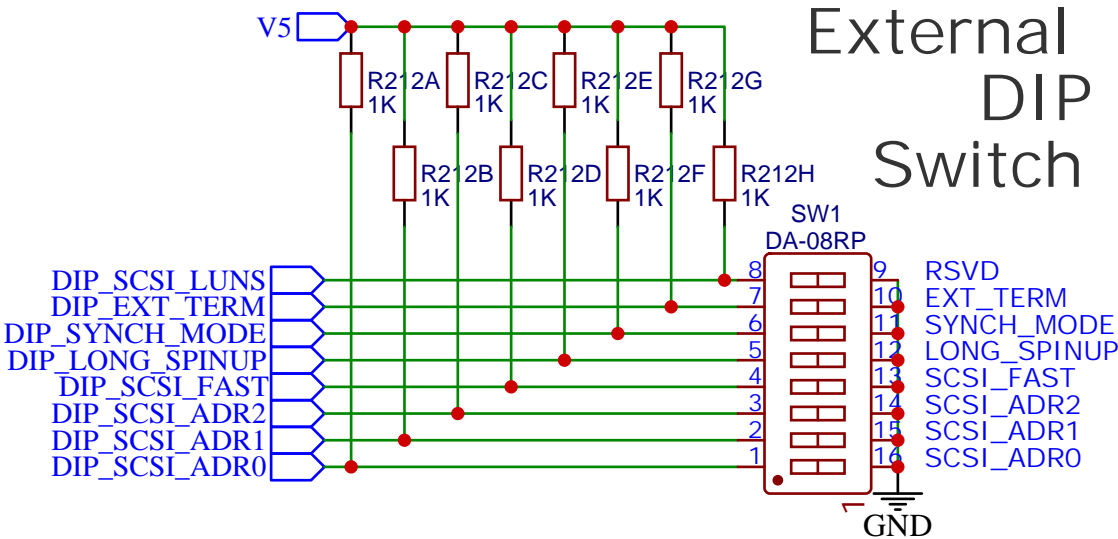 External
DIP
Switch
V5
R212A
1K
R212C
1K
R212E
1K
R212G
1K
R212B
1K
R212D
1K
R212F
1K
R212H
1K
SW1
DA-08RP
DIP_SCSI_LUNS 8 9 RSVD
DIP_EXT_TERM 7 10 EXT_TERM
DIP_SYNCH_MODE 6 11 SYNCH_MODE
DIP_LONG_SPINUP 5 12 LONG_SPINUP
DIP_SCSI_FAST 4 13 SCSI_FAST
DIP_SCSI_ADR2 3 14 SCSI_ADR2
DIP_SCSI_ADR1 2 15 SCSI_ADR1
DIP_SCSI_ADR0 1 16 SCSI_ADR0
1
GND